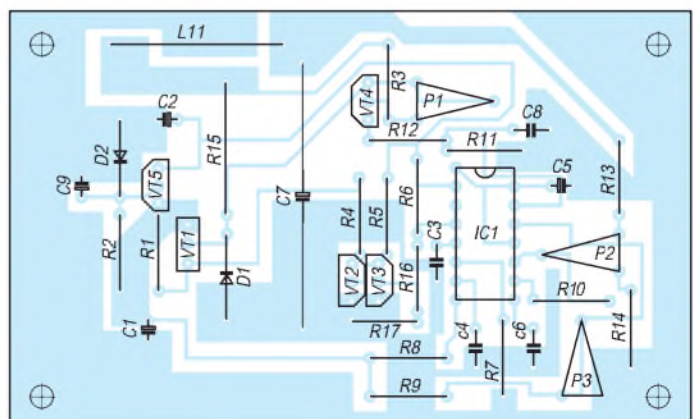 L11
R3
VT4
P1
C2
R15
D2
R12
R11
C8
C9
VT5
C7
R4
R5
R6
IC1
C5
R13
R2
R1
VT1
D1
VT2
VT3
C3
R16
P2
R10
R17
C1
R8
c4
R7
c6
R14
R9
P3